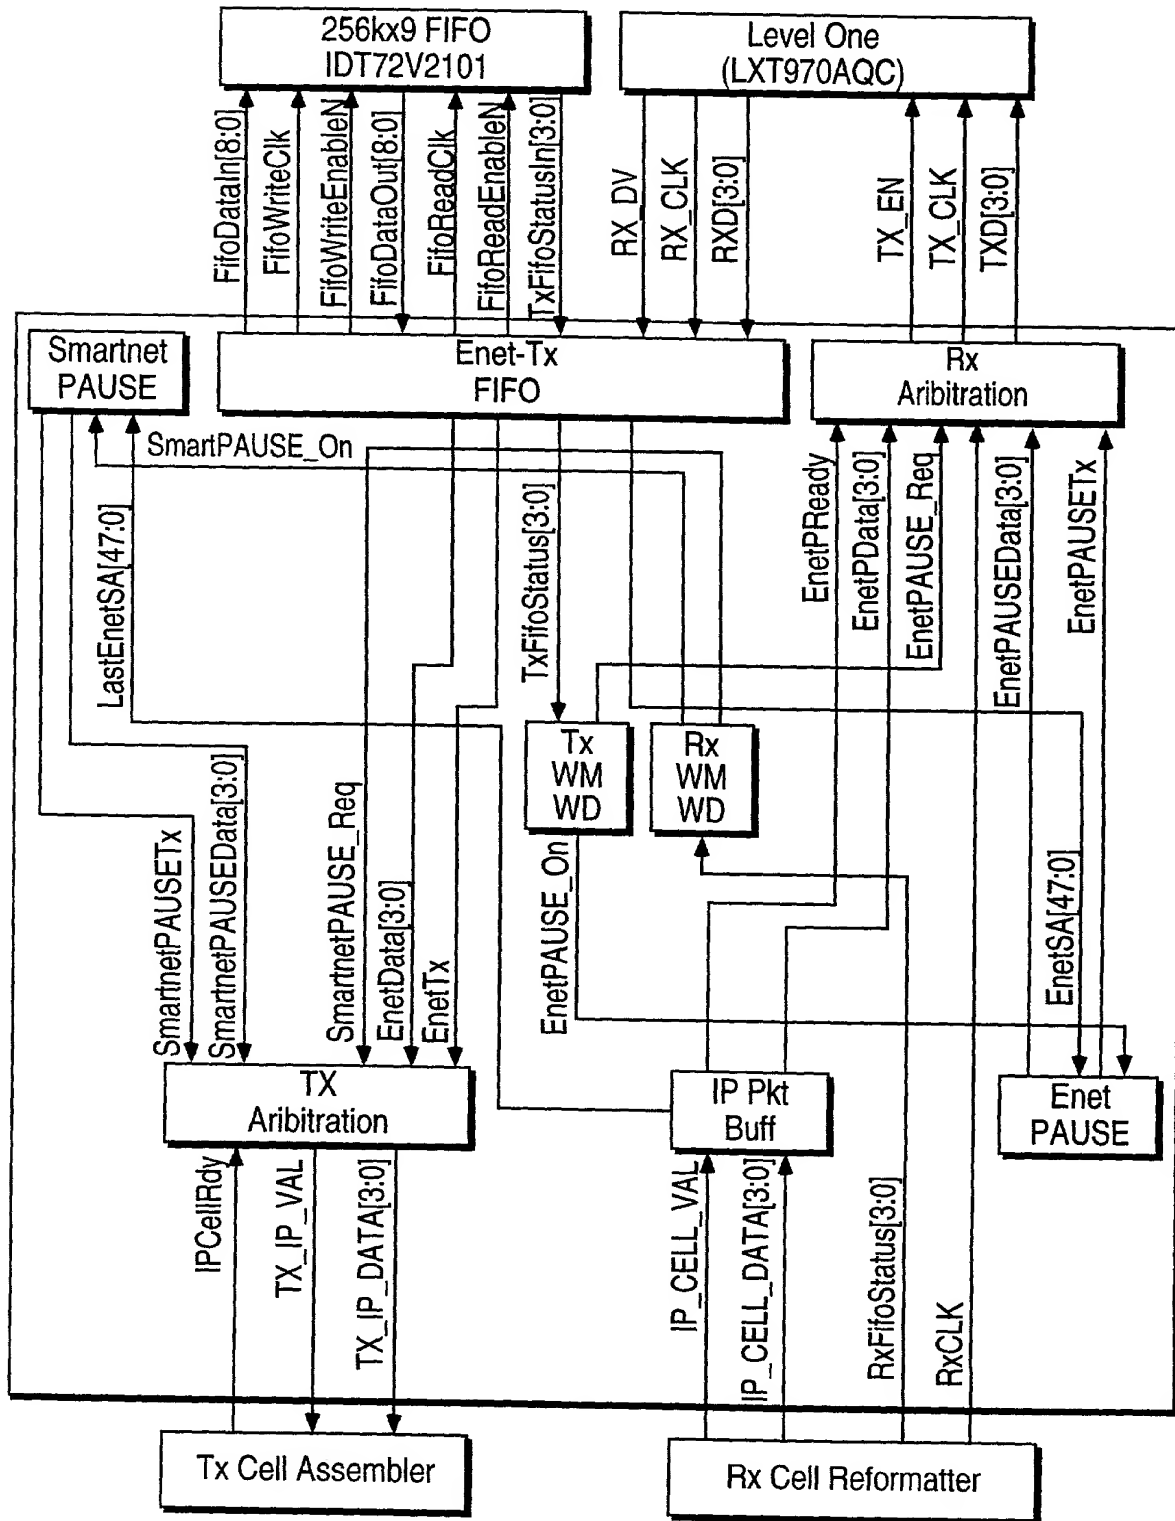 256kx9 FIFO
IDT72V2101
Level One
(LXT970AQC)
FifoDataIn[8:0]
FifoWriteClk
FifoWriteEnableN
FifoDataOut[8:0]
FifoReadClk
FifoReadEnableN
TxFifoStatusIn[3:0]
RX_DV
RX_CLK
RXD[3:0]
TX_EN
TX_CLK
TXD[3:0]
Smartnet
PAUSE
Enet-Tx
FIFO
Rx
Aribitration
SmartPAUSE_On
LastEnetSA[47:0]
TxFifoStatus[3:0]
EnetPReady
EnetPData[3:0]
EnetPAUSE_Req
EnetPAUSEData[3:0]
EnetPAUSETx
Tx
WM
WD
Rx
WM
WD
SmartnetPAUSETx
SmartnetPAUSEData[3:0]
SmartnetPAUSE_Req
EnetData[3:0]
EnetTx
EnetPAUSE_On
EnetSA[47:0]
TX
Aribitration
IP Pkt
Buff
Enet
PAUSE
IPCellRdy
TX_IP_VAL
TX_IP_DATA[3:0]
IP_CELL_VAL
IP_CELL_DATA[3:0]
RxFifoStatus[3:0]
RxCLK
Tx Cell Assembler
Rx Cell Reformatter